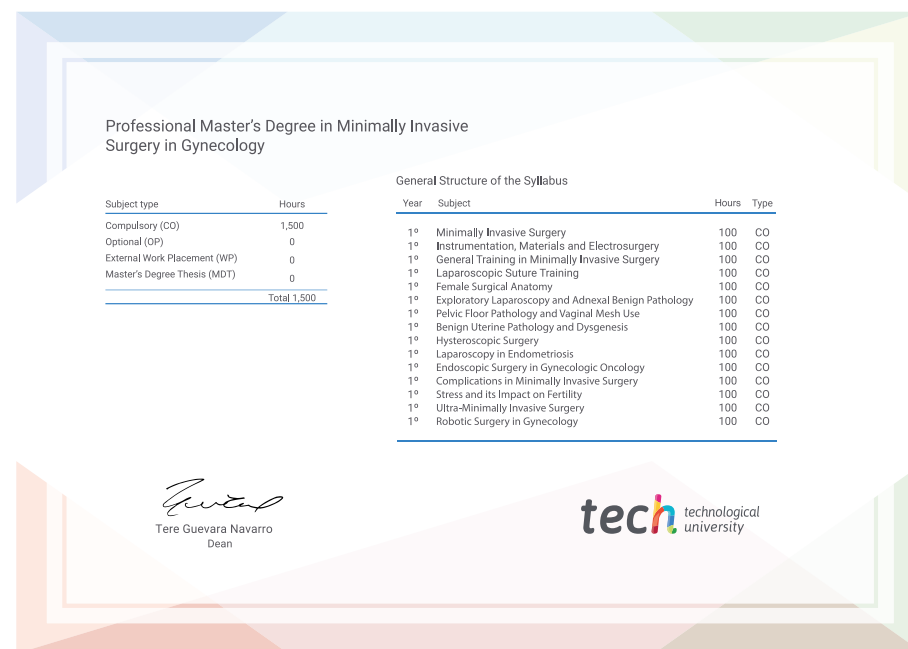 Professional Master's Degree in Minimally Invasive
Surgery in Gynecology
Subject type Hours
Compulsory (CO) 1,500
Optional (OP) 0
External Work Placement (WP) 0
Master's Degree Thesis (MDT) 0
Total 1,500
General Structure of the Syllabus
Year Subject Hours Type
1º Minimally Invasive Surgery 100 CO
1º Instrumentation, Materials and Electrosurgery 100 CO
1º General Training in Minimally Invasive Surgery 100 CO
1º Laparoscopic Suture Training 100 CO
1º Female Surgical Anatomy 100 CO
1º Exploratory Laparoscopy and Adnexal Benign Pathology 100 CO
1º Pelvic Floor Pathology and Vaginal Mesh Use 100 CO
1º Benign Uterine Pathology and Dysgenesis 100 CO
1º Hysteroscopic Surgery 100 CO
1º Laparoscopy in Endometriosis 100 CO
1º Endoscopic Surgery in Gynecologic Oncology 100 CO
1º Complications in Minimally Invasive Surgery 100 CO
1º Stress and its Impact on Fertility 100 CO
1º Ultra-Minimally Invasive Surgery 100 CO
1º Robotic Surgery in Gynecology 100 CO
Tere Guevara Navarro
Dean
tech technological
university